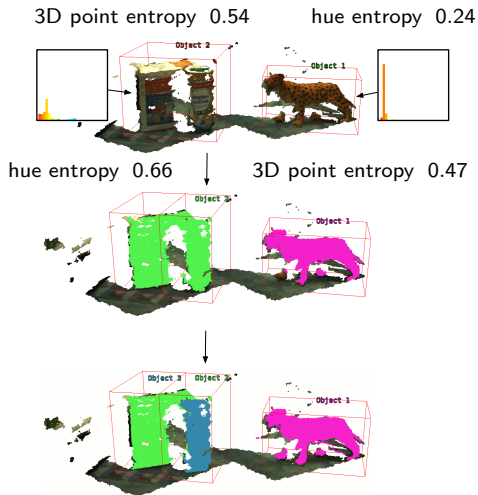 3D point entropy 0.54 hue entropy 0.24
Object 2
Object 1
hue entropy 0.66 3D point entropy 0.47
Object 2
Object 1
Object 3 Object 2
Object 1